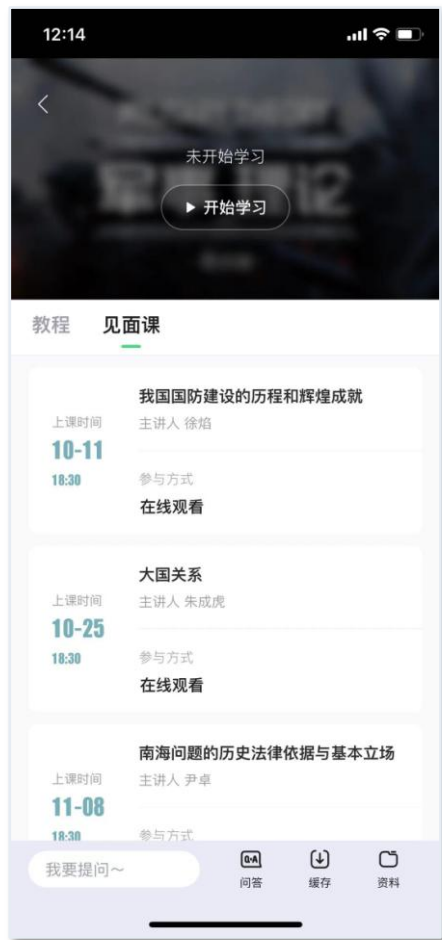 12:14
未开始学习
开始学习
教程 见面课
我国国防建设的历程和辉煌成就
上课时间
主讲人 徐焰
10-11
18:30
参与方式
在线观看
大国关系
上课时间
主讲人 朱成虎
10-25
18:30
参与方式
在线观看
南海问题的历史法律依据与基本立场
上课时间
主讲人 尹卓
11-08
18:30
参与方式
我要提问~
Q·A
问答
缓存
资料